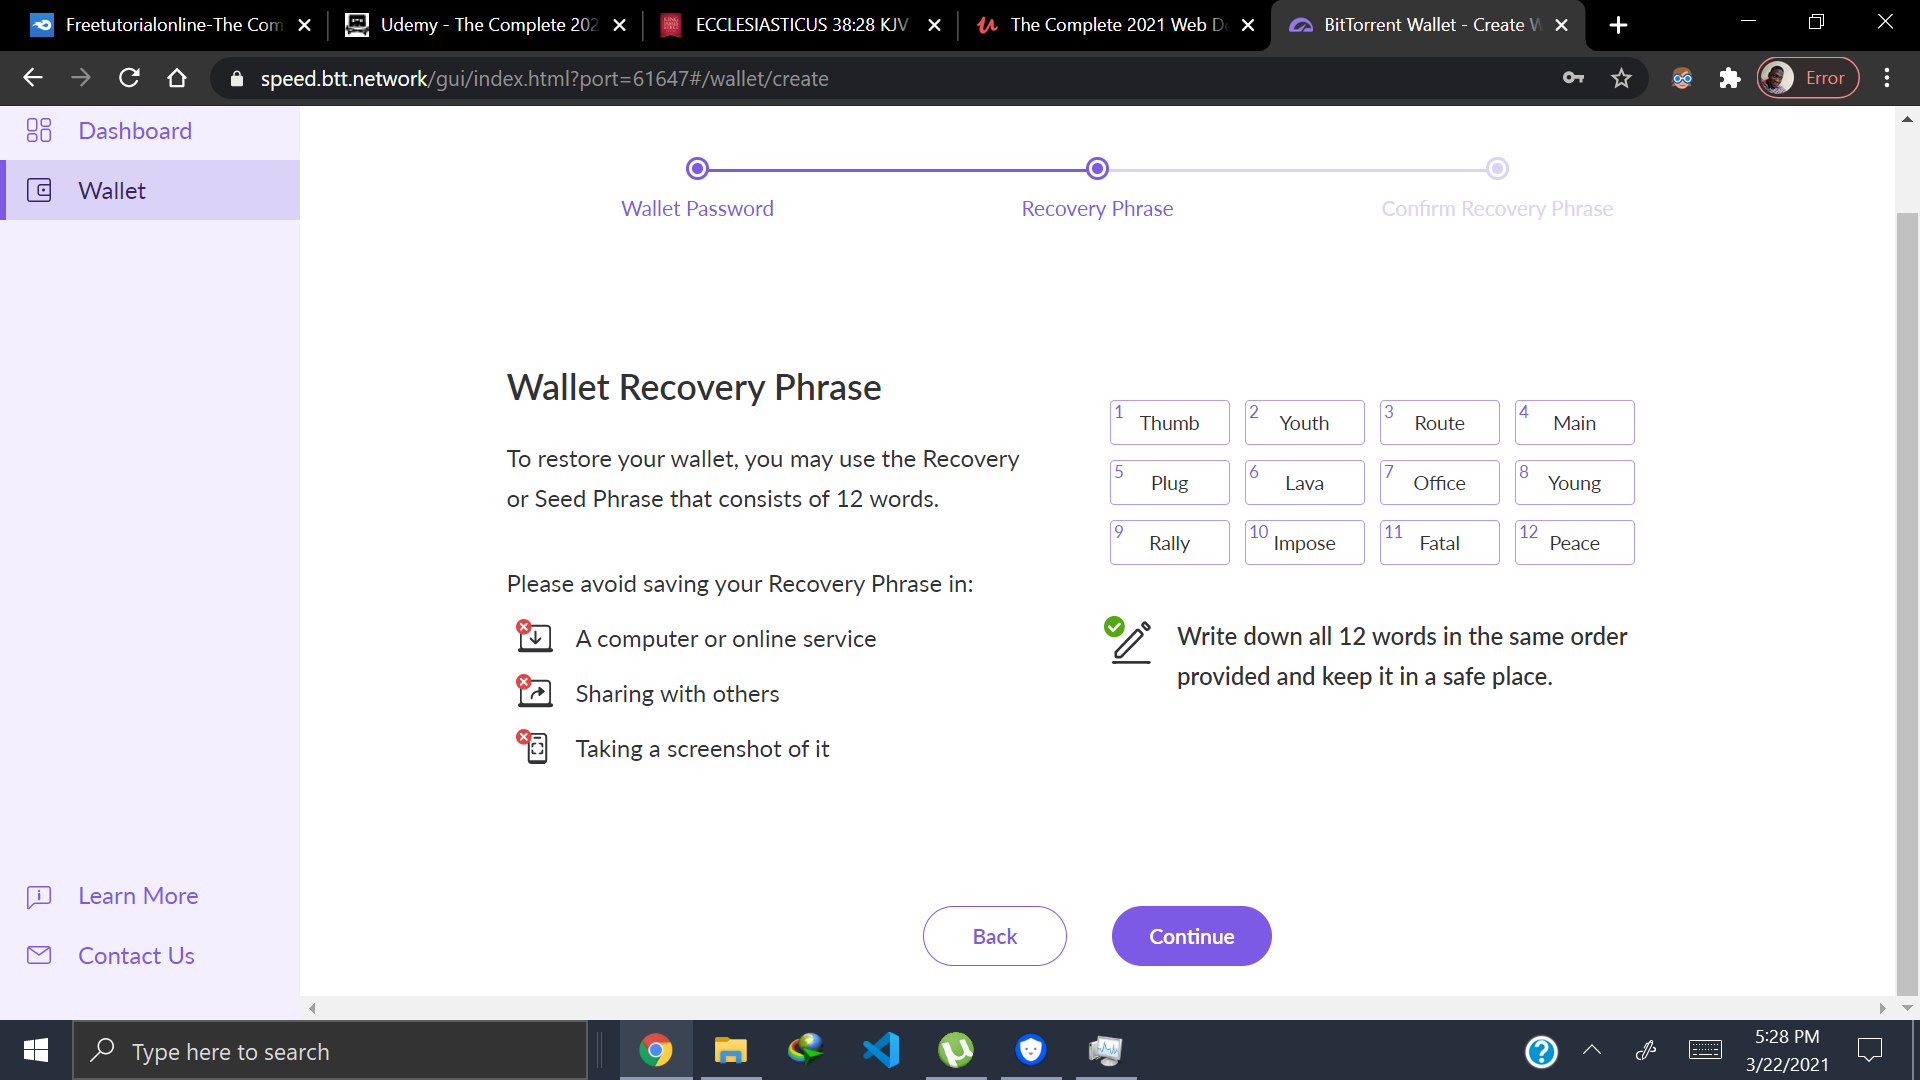 Freetutorialonline-The Com
Udemy - The Complete 202
ECCLESIASTICUS 38:28 KJV
The Complete 2021 Web De
BitTorrent Wallet - Create W
speed.btt.network/gui/index.html?port=61647#/wallet/create
Error
Dashboard
Wallet
Wallet Password
Recovery Phrase
Confirm Recovery Phrase
Wallet Recovery Phrase
To restore your wallet, you may use the Recovery
or Seed Phrase that consists of 12 words.
Please avoid saving your Recovery Phrase in:
A computer or online service
Sharing with others
Taking a screenshot of it
1 Thumb 2 Youth 3 Route 4 Main
5 Plug 6 Lava 7 Office 8 Young
9 Rally 10 Impose 11 Fatal 12 Peace
Write down all 12 words in the same order
provided and keep it in a safe place.
Learn More
Contact Us
Back
Continue
Type here to search
5:28 PM
3/22/2021